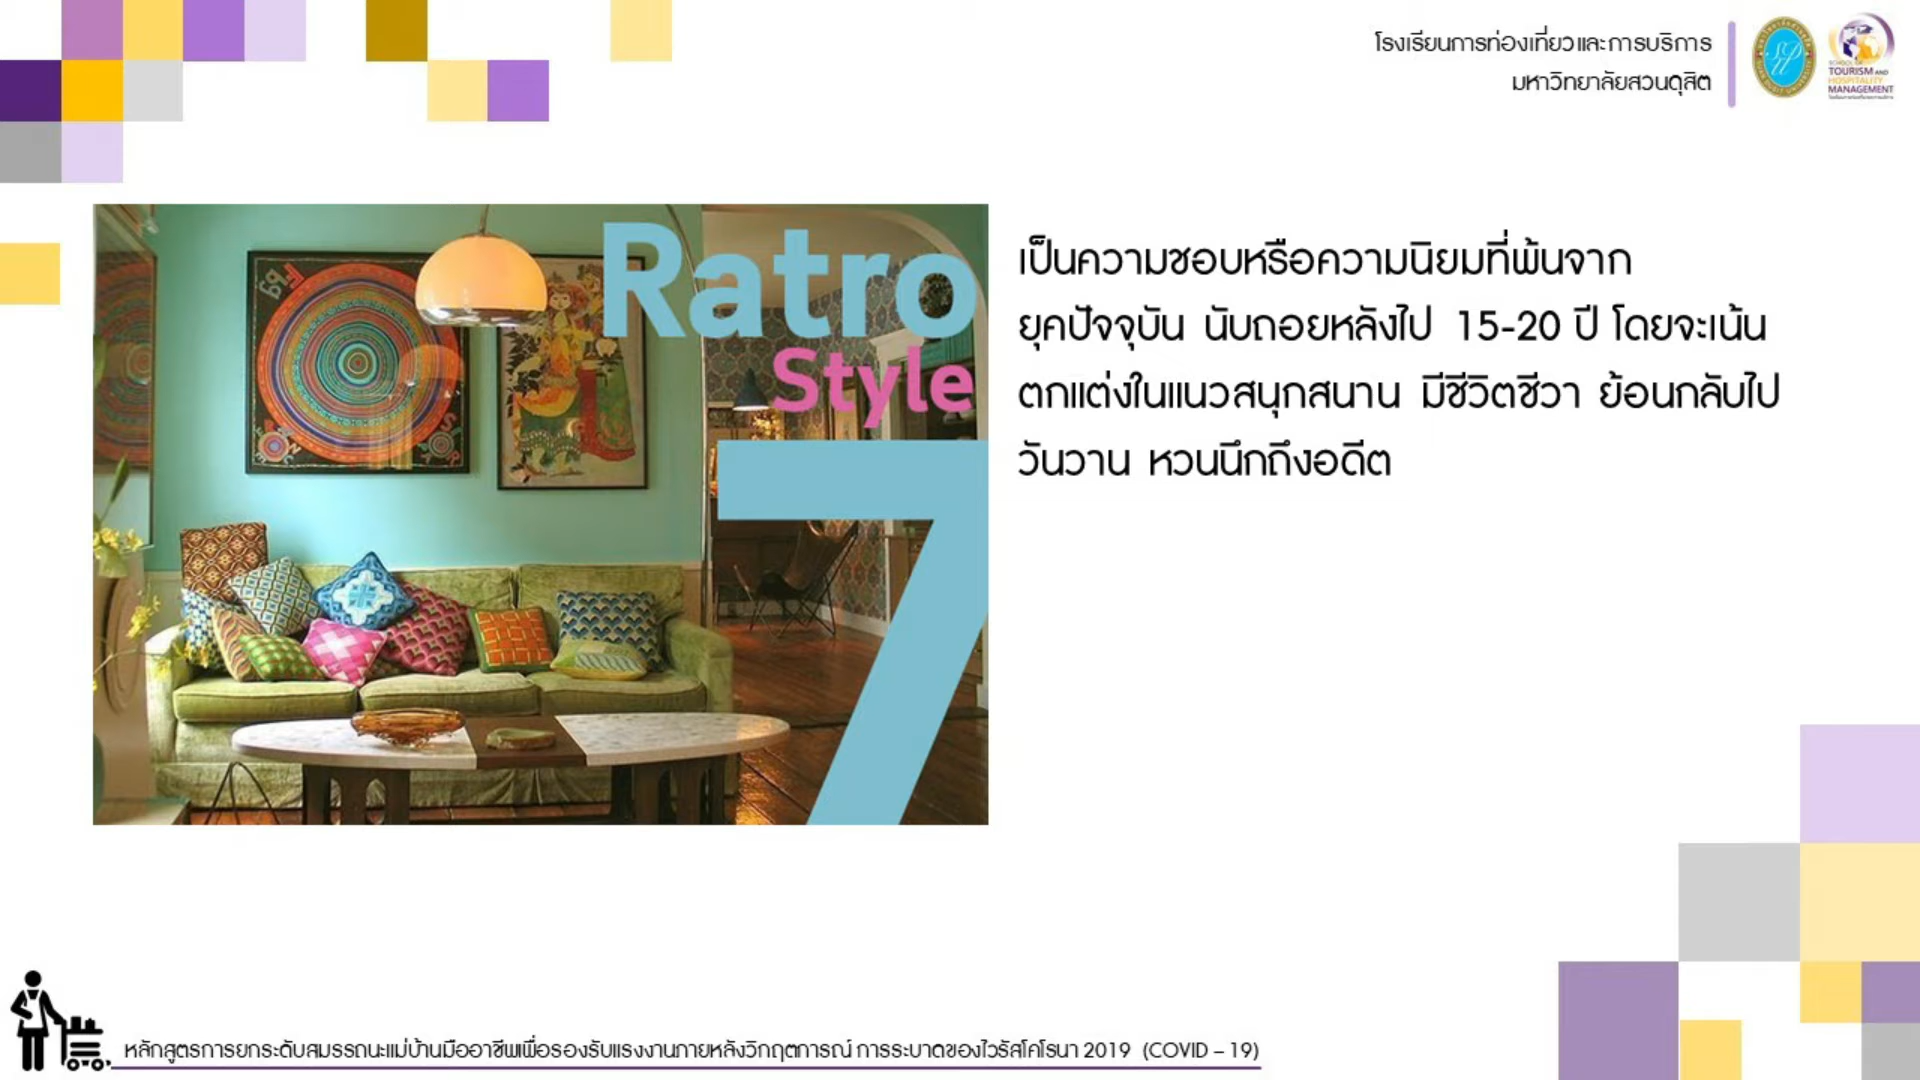 โรงเรียนการท่องเที่ยวและการบริการ
มหาวิทยาลัยสวนดุสิต
SCHOOL OF
TOURISM AND
HOSPITALITY
MANAGEMENT
Ratro
Style
7
เป็นความชอบหรือความนิยมที่พ้นจาก
ยุคปัจจุบัน นับถอยหลังไป 15-20 ปี โดยจะเน้น
ตกแต่งในแนวสนุกสนาน มีชีวิตชีวา ย้อนกลับไป
วันวาน หวนนึกถึงอดีต
หลักสูตรการยกระดับสมรรถนะแม่บ้านมืออาชีพเพื่อรองรับแรงงานภายหลังวิกฤตการณ์ การระบาดของไวรัสโคโรนา 2019 (COVID – 19)